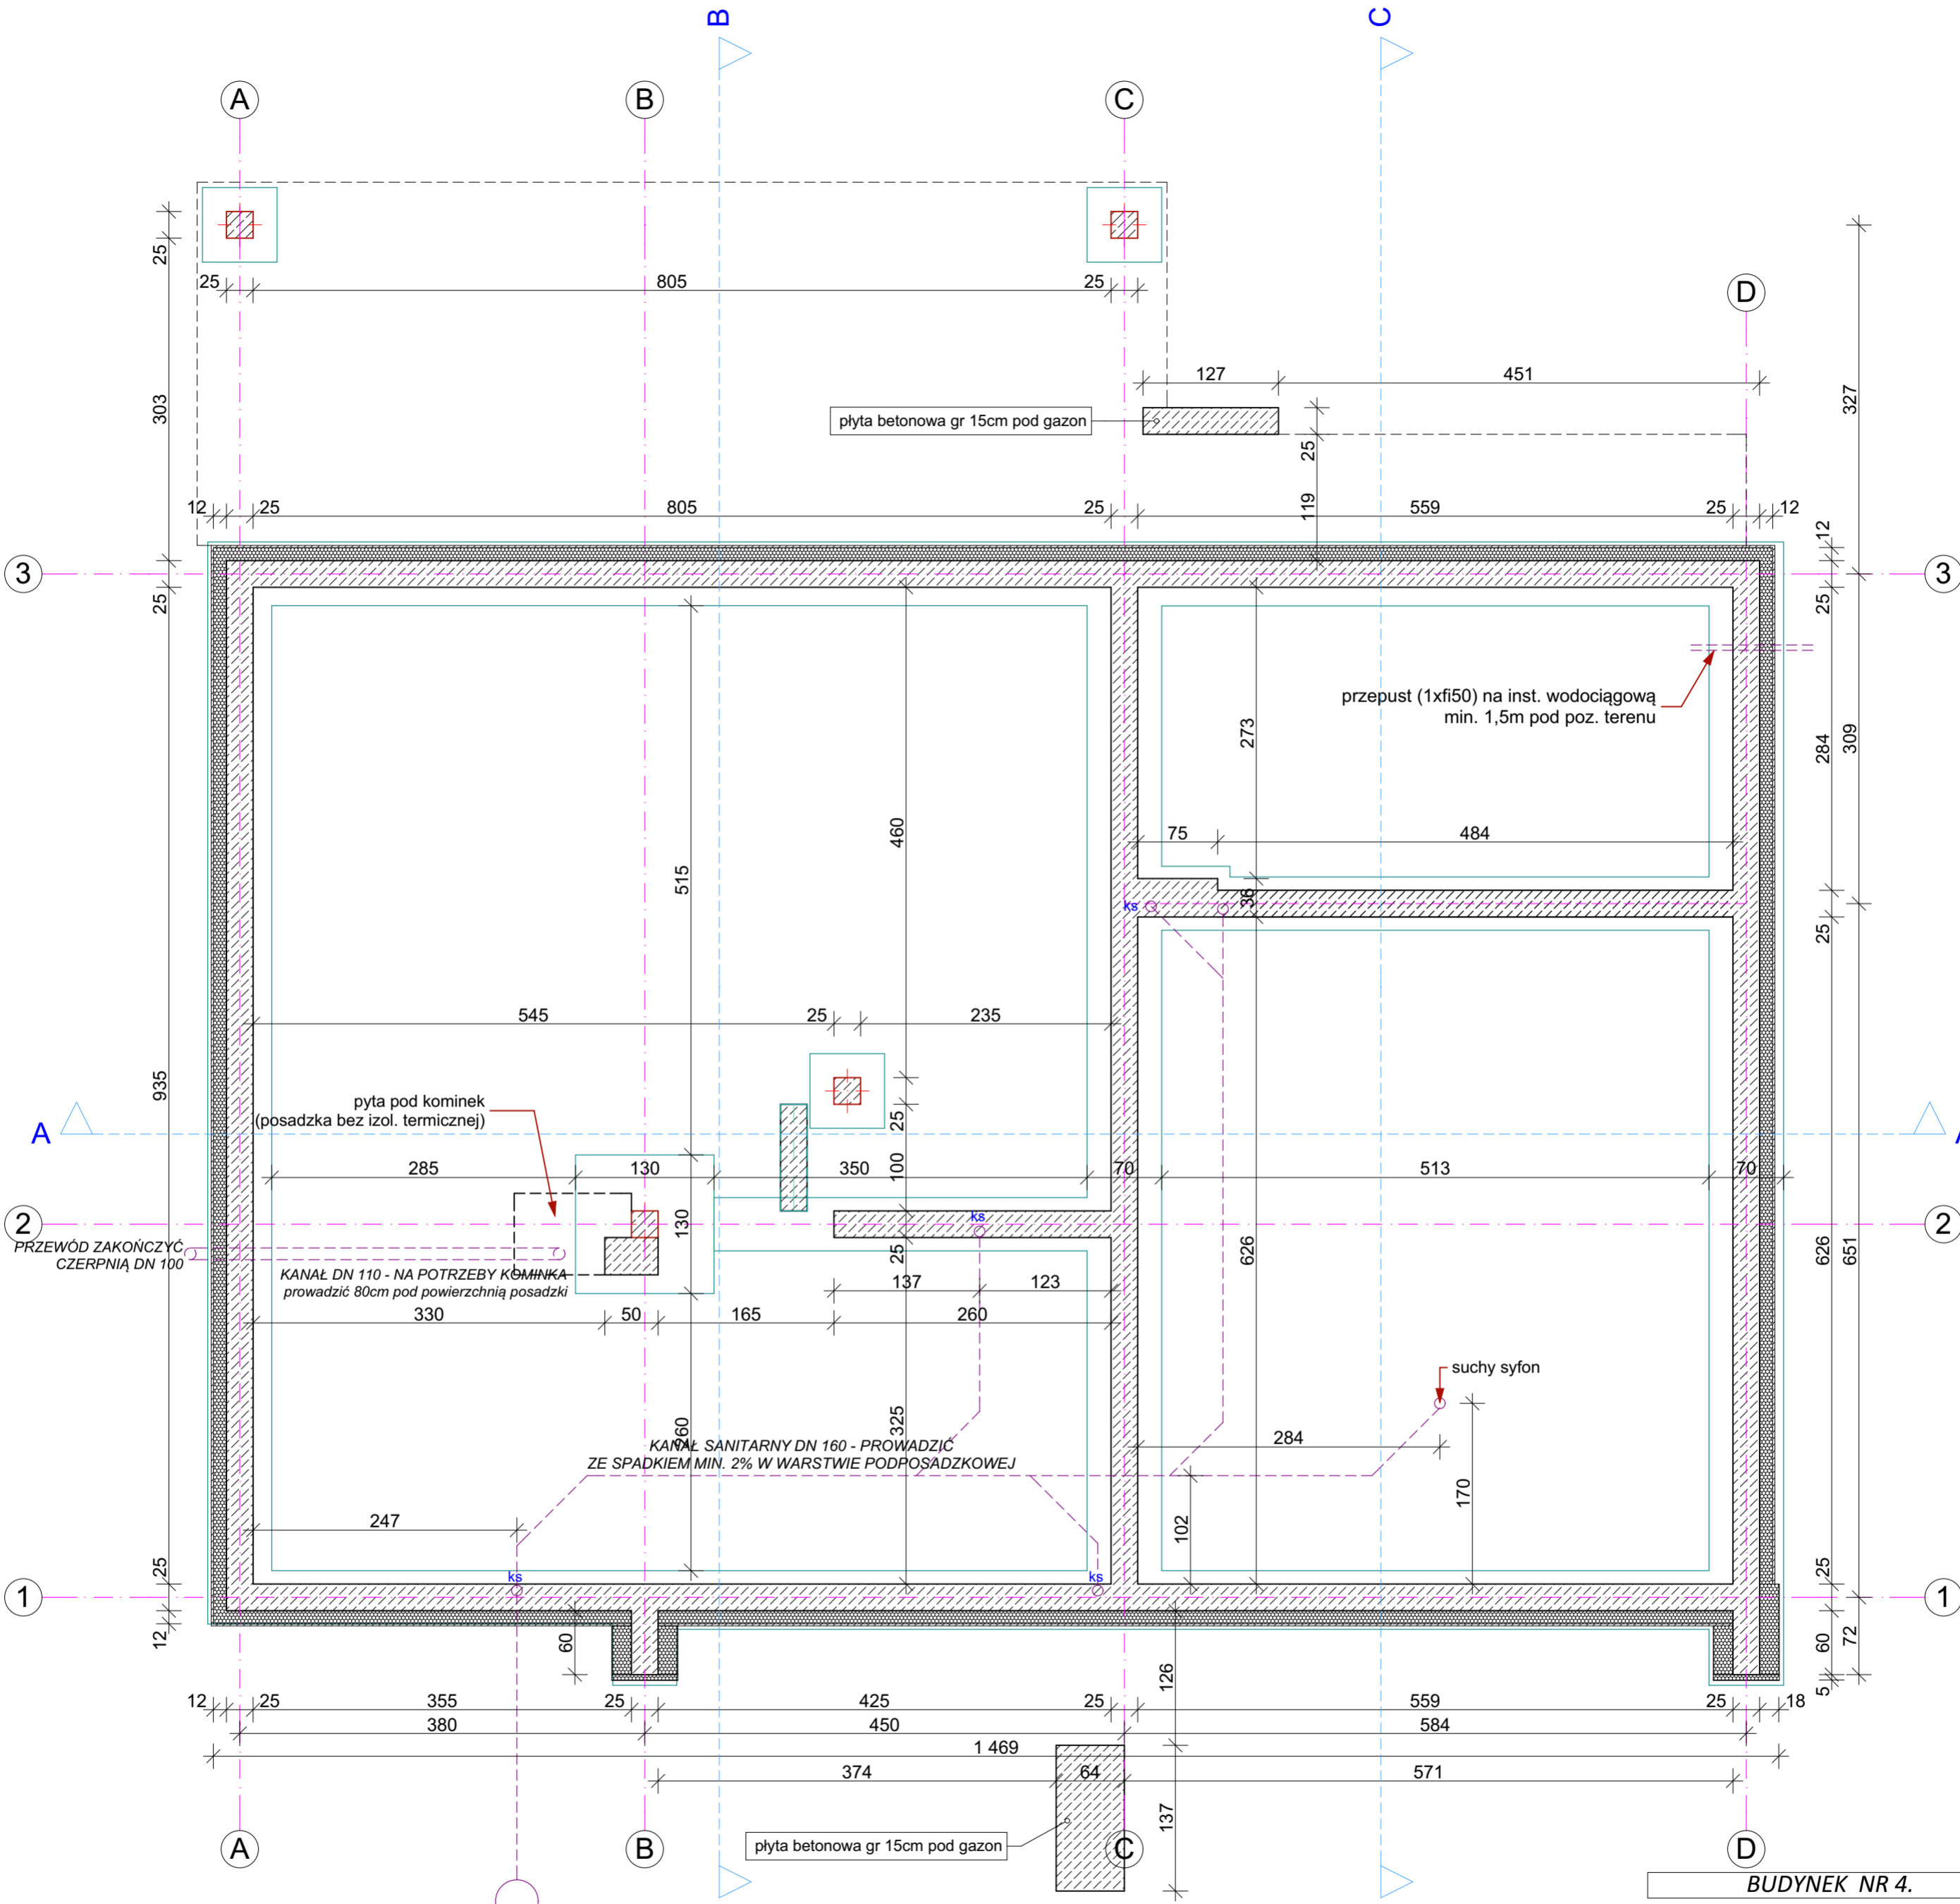 B
C
A
B
C
D
25
25
805
25
127
451
327
303
płyta betonowa gr 15cm pod gazon
25
119
12
25
805
25
559
25
12
12
3
3
25
25
przepust (1xfi50) na inst. wodociągową
min. 1,5m pod poz. terenu
273
284
309
460
75
484
515
36
ks
25
545
25
235
935
pyta pod kominek
(posadzka bez izol. termicznej)
25
A
A
285
130
350
100
70
513
70
2
130
ks
2
PRZEWÓD ZAKOŃCZYĆ
CZERPNIĄ DN 100
25
626
626
651
KANAŁ DN 110 - NA POTRZEBY KOMINKA
prowadzić 80cm pod powierzchnią posadzki
137
123
330
50
165
260
suchy syfon
260
325
284
KANAŁ SANITARNY DN 160 - PROWADZIĆ
ZE SPADKIEM MIN. 2% W WARSTWIE PODPOSADZKOWEJ
170
247
102
25
25
ks
ks
1
1
12
60
60
72
126
5
12
25
355
25
425
25
559
25
18
380
450
584
1 469
374
64
571
137
płyta betonowa gr 15cm pod gazon
A
B
C
D
BUDYNEK NR 4.